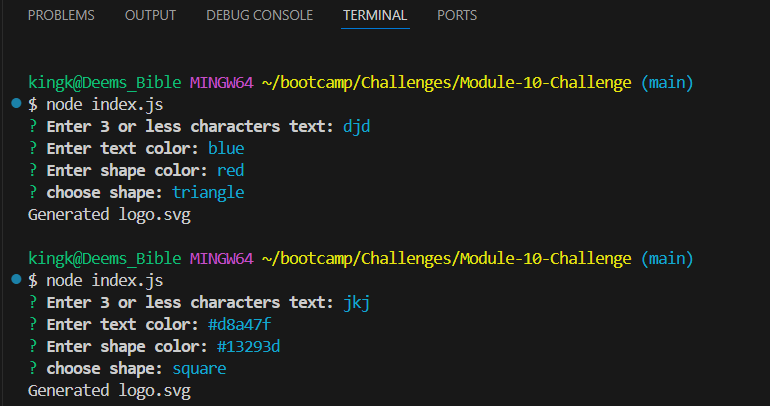 PROBLEMS OUTPUT DEBUG CONSOLE TERMINAL PORTS
kingk@Deems_Bible MINGW64 ~/bootcamp/Challenges/Module-10-Challenge (main)
$ node index.js
? Enter 3 or less characters text: djd
? Enter text color: blue
? Enter shape color: red
? choose shape: triangle
Generated logo.svg
kingk@Deems_Bible MINGW64 ~/bootcamp/Challenges/Module-10-Challenge (main)
$ node index.js
? Enter 3 or less characters text: jkj
? Enter text color: #d8a47f
? Enter shape color: #13293d
? choose shape: square
Generated logo.svg